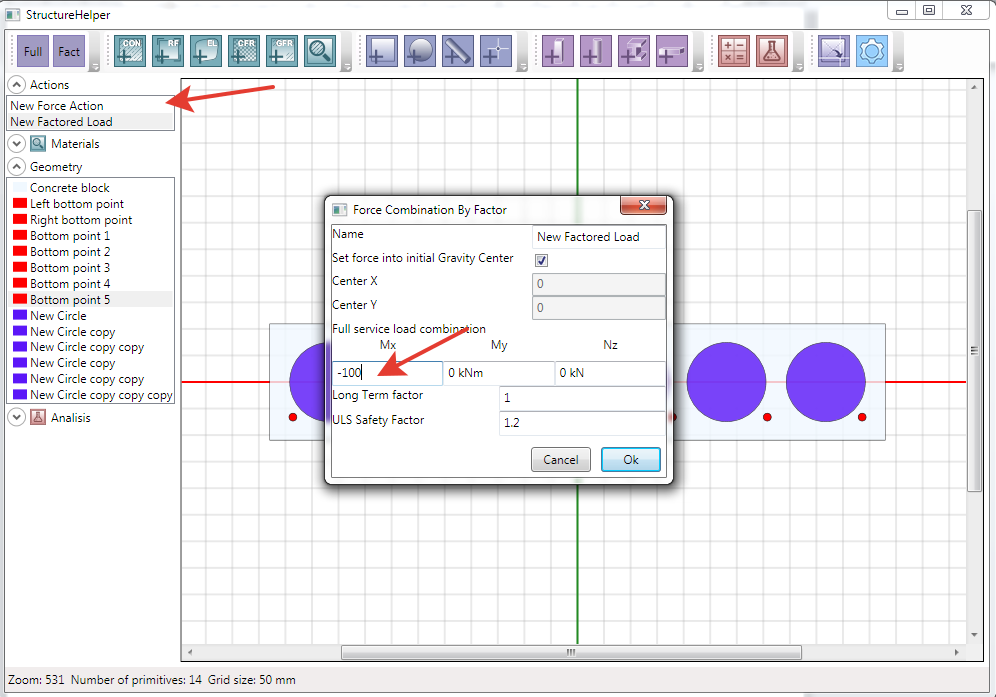 StructureHelper
Full Fact CON RF EL CFR GFR
Actions
New Force Action
New Factored Load
Materials
Geometry
Concrete block
Left bottom point
Right bottom point
Bottom point 1
Bottom point 2
Bottom point 3
Bottom point 4
Bottom point 5
New Circle
New Circle copy
New Circle copy copy
New Circle copy
New Circle copy copy
New Circle copy copy copy
Analisis
Force Combination By Factor
Name New Factored Load
Set force into initial Gravity Center
Center X 0
Center Y 0
Full service load combination
Mx My Nz
-100 0 kNm 0 kN
Long Term factor 1
ULS Safety Factor 1.2
Cancel Ok
Zoom: 531 Number of primitives: 14 Grid size: 50 mm